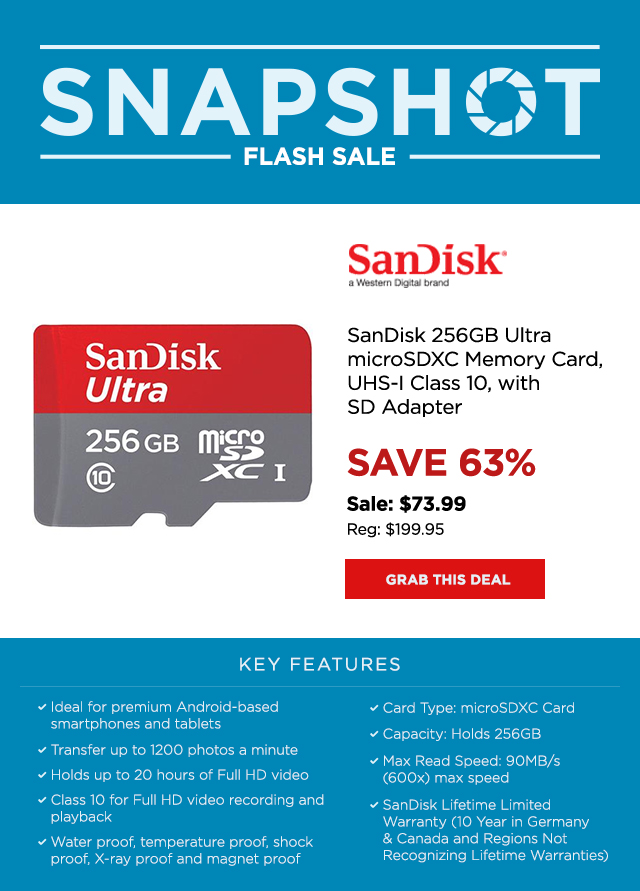 SNAPSHOT
FLASH SALE
SanDisk®
a Western Digital brand
SanDisk
Ultra
256 GB
micro
SD
XC I
10
SanDisk 256GB Ultra
microSDXC Memory Card,
UHS-I Class 10, with
SD Adapter
SAVE 63%
Sale: $73.99
Reg: $199.95
GRAB THIS DEAL
KEY FEATURES
Ideal for premium Android-based
smartphones and tablets
Transfer up to 1200 photos a minute
Holds up to 20 hours of Full HD video
Class 10 for Full HD video recording and
playback
Water proof, temperature proof, shock
proof, X-ray proof and magnet proof
Card Type: microSDXC Card
Capacity: Holds 256GB
Max Read Speed: 90MB/s
(600x) max speed
SanDisk Lifetime Limited
Warranty (10 Year in Germany
& Canada and Regions Not
Recognizing Lifetime Warranties)